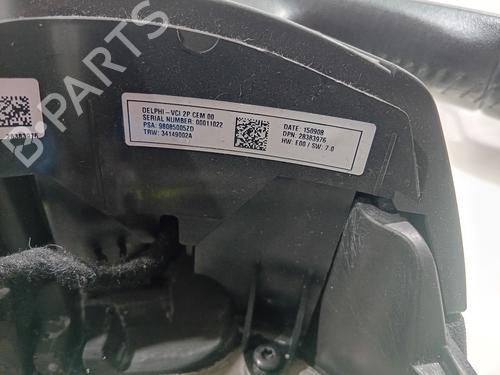 28383976
DELPHI-VCI 2P CEM 00
SERIAL NUMBER: 00011022
PSA: 98085005ZD
TRW: 34149002A
DATE: 150908
DPN: 28383976
HW: E00 / SW: 7.0